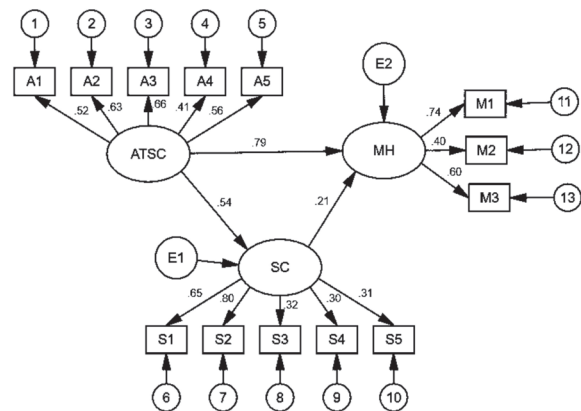 1 2 3 4 5
A1 A2 A3 A4 A5
.52 .63 .66 .41 .56
E2
ATSC
.79
MH
.74 .40 .60
M1 11
M2 12
M3 13
.54
.21
E1
SC
.65 .80 .32 .30 .31
S1 S2 S3 S4 S5
6 7 8 9 10